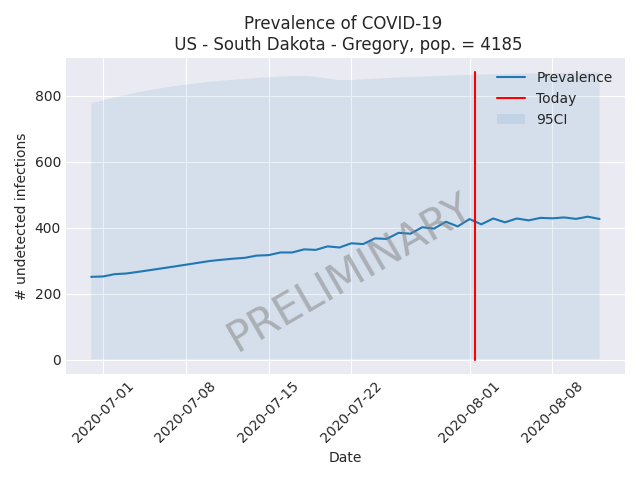 Prevalence of COVID-19
US - South Dakota - Gregory, pop. = 4185
# undetected infections
800
600
400
200
0
Prevalence
Today
95CI
PRELIMINARY
2020-07-01
2020-07-08
2020-07-15
2020-07-22
2020-08-01
2020-08-08
Date